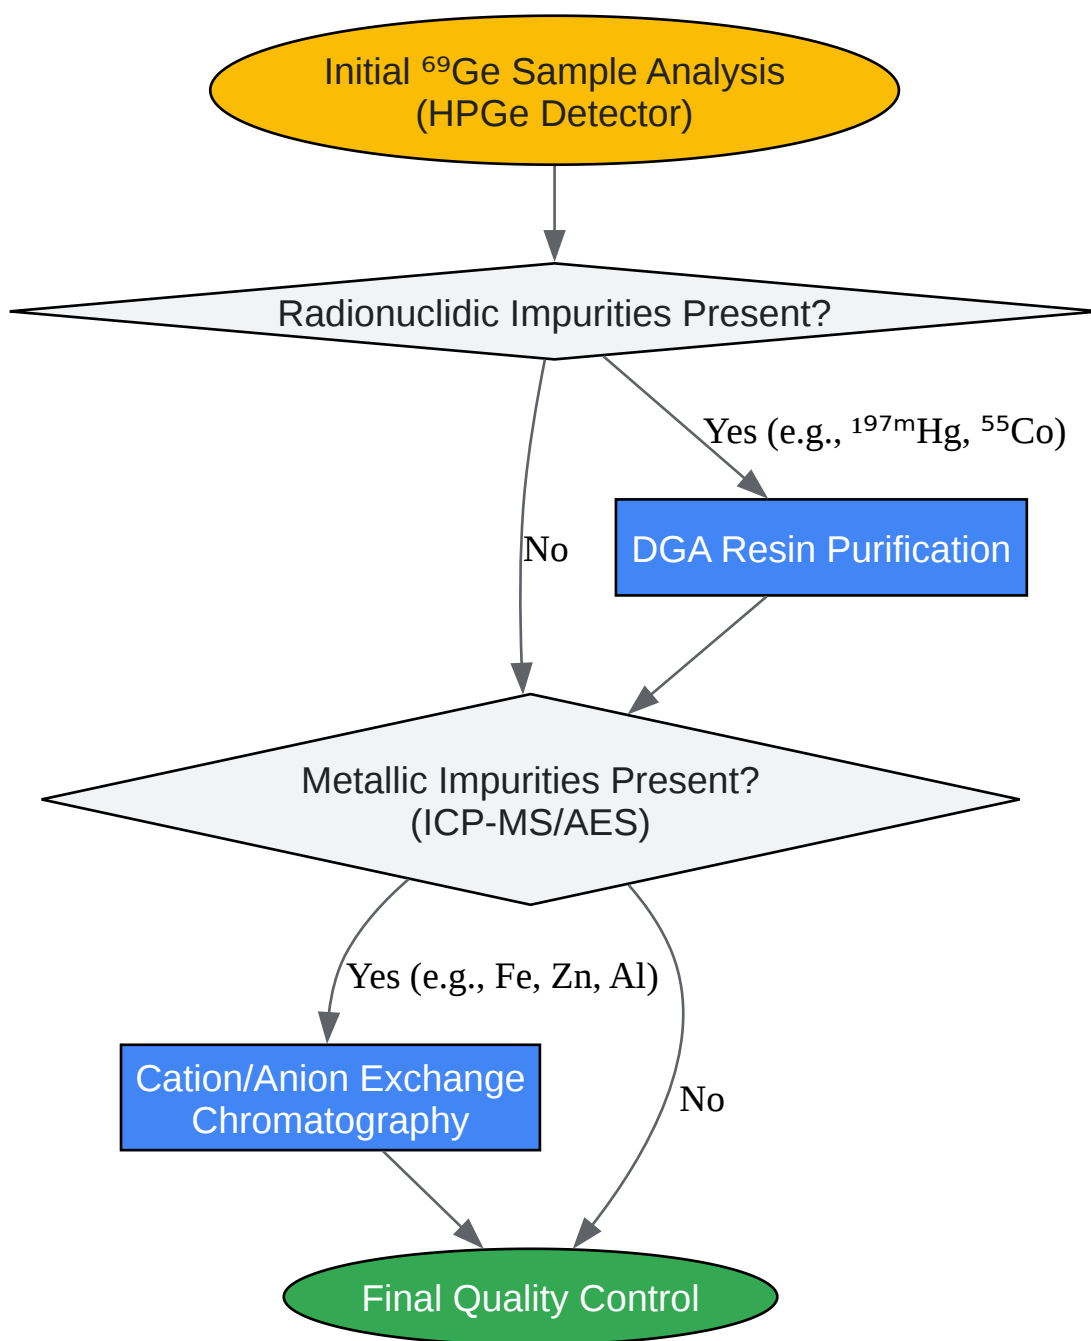 Initial ⁶⁹Ge Sample Analysis
(HPGe Detector)
Radionuclidic Impurities Present?
Yes (e.g., ¹⁹⁷ᵐHg, ⁵⁵Co)
No
DGA Resin Purification
Metallic Impurities Present?
(ICP-MS/AES)
Yes (e.g., Fe, Zn, Al)
Cation/Anion Exchange
Chromatography
No
Final Quality Control